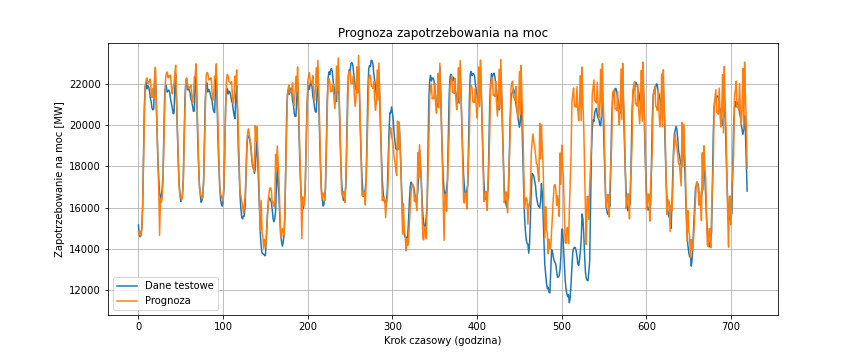 Prognoza zapotrzebowania na moc
Zapotrzebowanie na moc [MW]
22000
20000
18000
16000
14000
12000
Dane testowe
Prognoza
0 100 200 300 400 500 600 700
Krok czasowy (godzina)